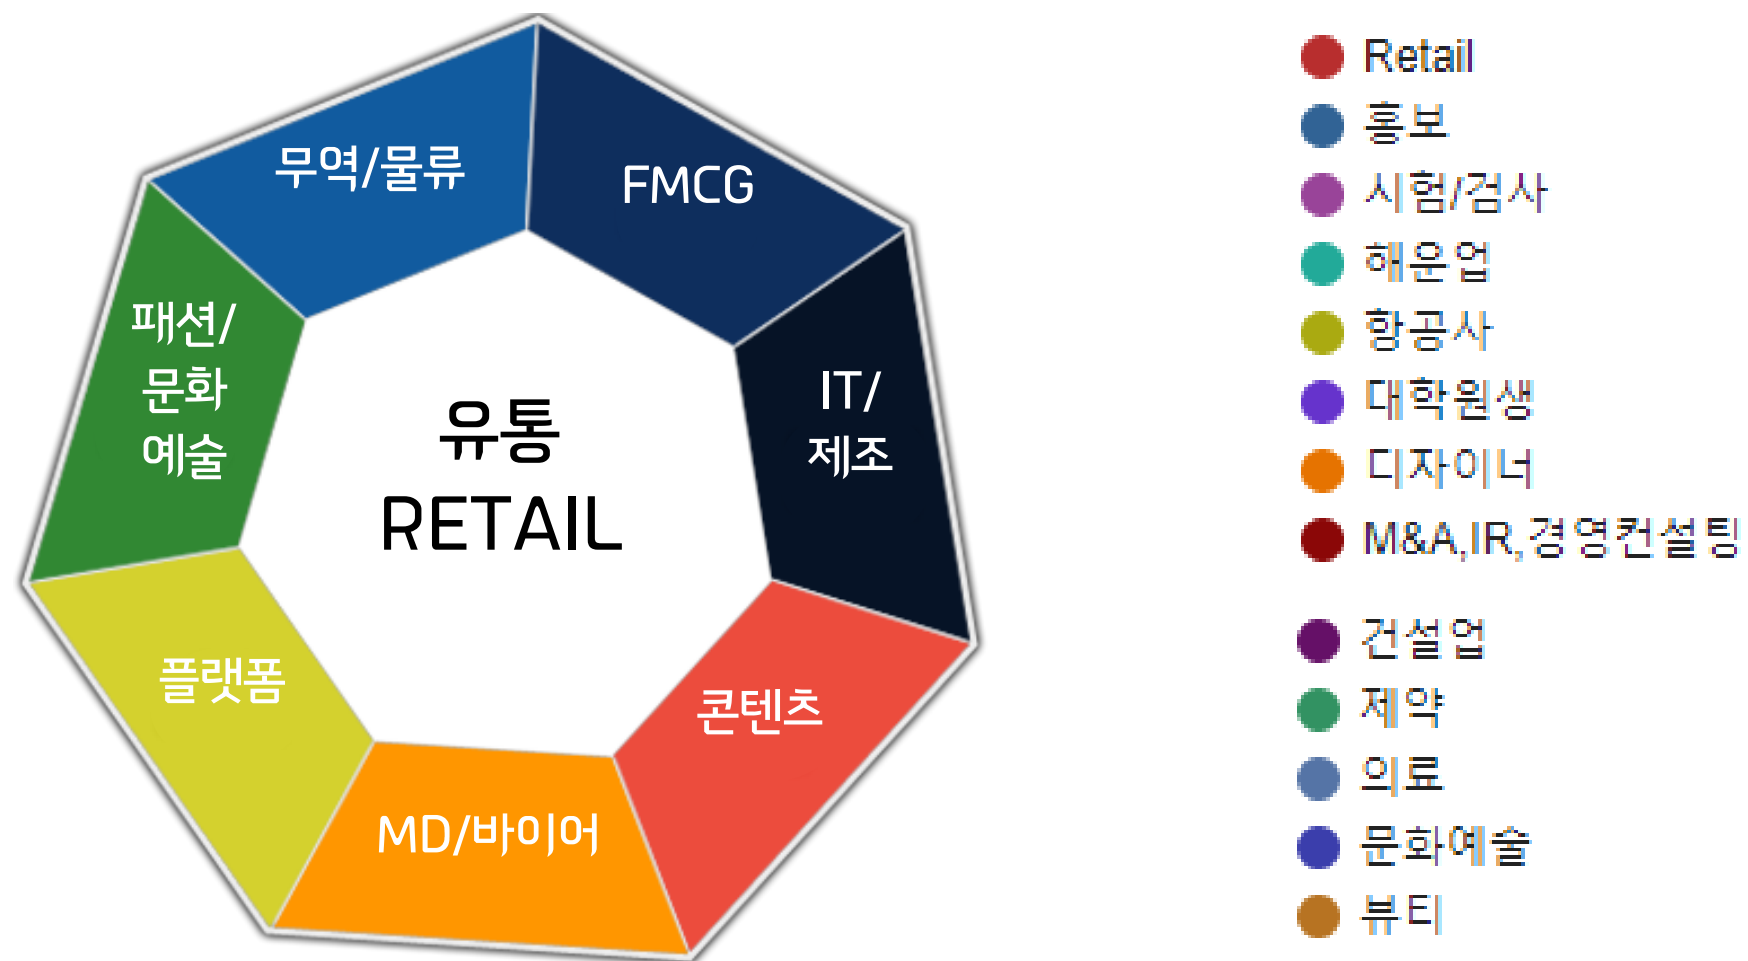 무역/물류
FMCG
패션/
문화
예술
IT/
제조
유통
RETAIL
플랫폼
콘텐츠
MD/바이어
Retail
홍보
시험/검사
해운업
항공사
대학원생
디자이너
M&A,IR,경영컨설팅
건설업
제약
의료
문화예술
뷰티